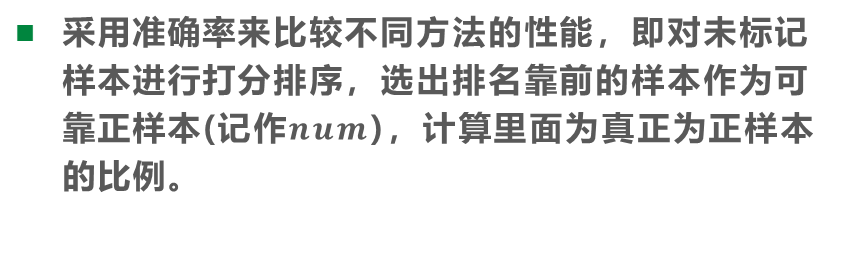 采用准确率来比较不同方法的性能，即对未标记
样本进行打分排序，选出排名靠前的样本作为可
靠正样本(记作num)，计算里面为真正为正样本
的比例。